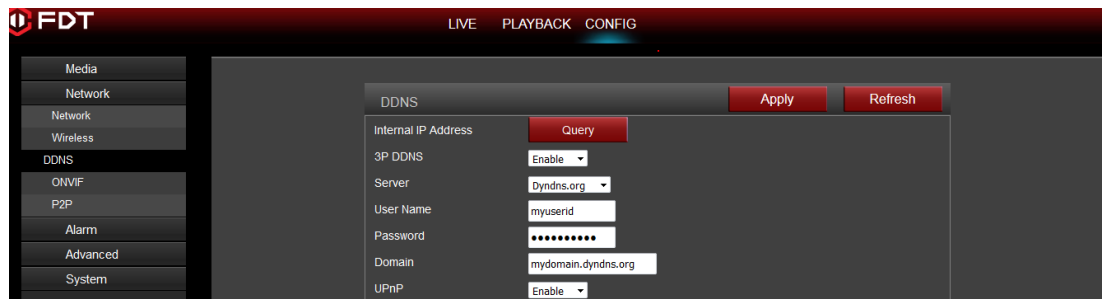 FDT
LIVE PLAYBACK CONFIG
Media
Network
Network
Wireless
DDNS
ONVIF
P2P
Alarm
Advanced
System
DDNS Apply Refresh
Internal IP Address Query
3P DDNS Enable
Server Dyndns.org
User Name myuserid
Password ••••••••••
Domain mydomain.dyndns.org
UPnP Enable